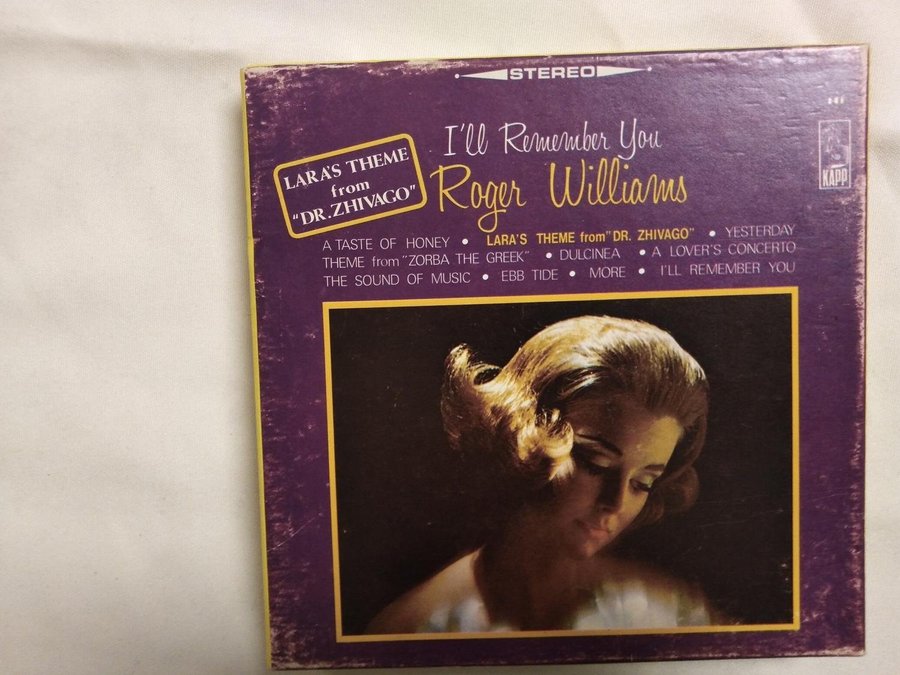 STEREO
I'll Remember You
Roger Williams
LARA'S THEME
from
"DR. ZHIVAGO"
A TASTE OF HONEY • LARA'S THEME from "DR. ZHIVAGO" • YESTERDAY
THEME from "ZORBA THE GREEK" • DULCINEA • A LOVER'S CONCERTO
THE SOUND OF MUSIC • EBB TIDE • MORE • I'LL REMEMBER YOU
KAPP